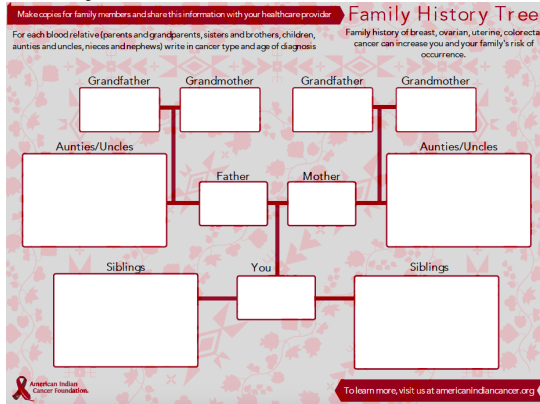 Make copies for family members and share this information with your healthcare provider
Family History Tree
For each blood relative (parents and grandparents, sisters and brothers, children,
aunties and uncles, nieces and nephews) write in cancer type and age of diagnosis
Family history of breast, ovarian, uterine, colorecta
cancer can increase you and your family's risk of
occurrence.
Grandfather
Grandmother
Grandfather
Grandmother
Aunties/Uncles
Aunties/Uncles
Father
Mother
Siblings
You
Siblings
American Indian
Cancer Foundation.
To learn more, visit us at americanindiancancer.org